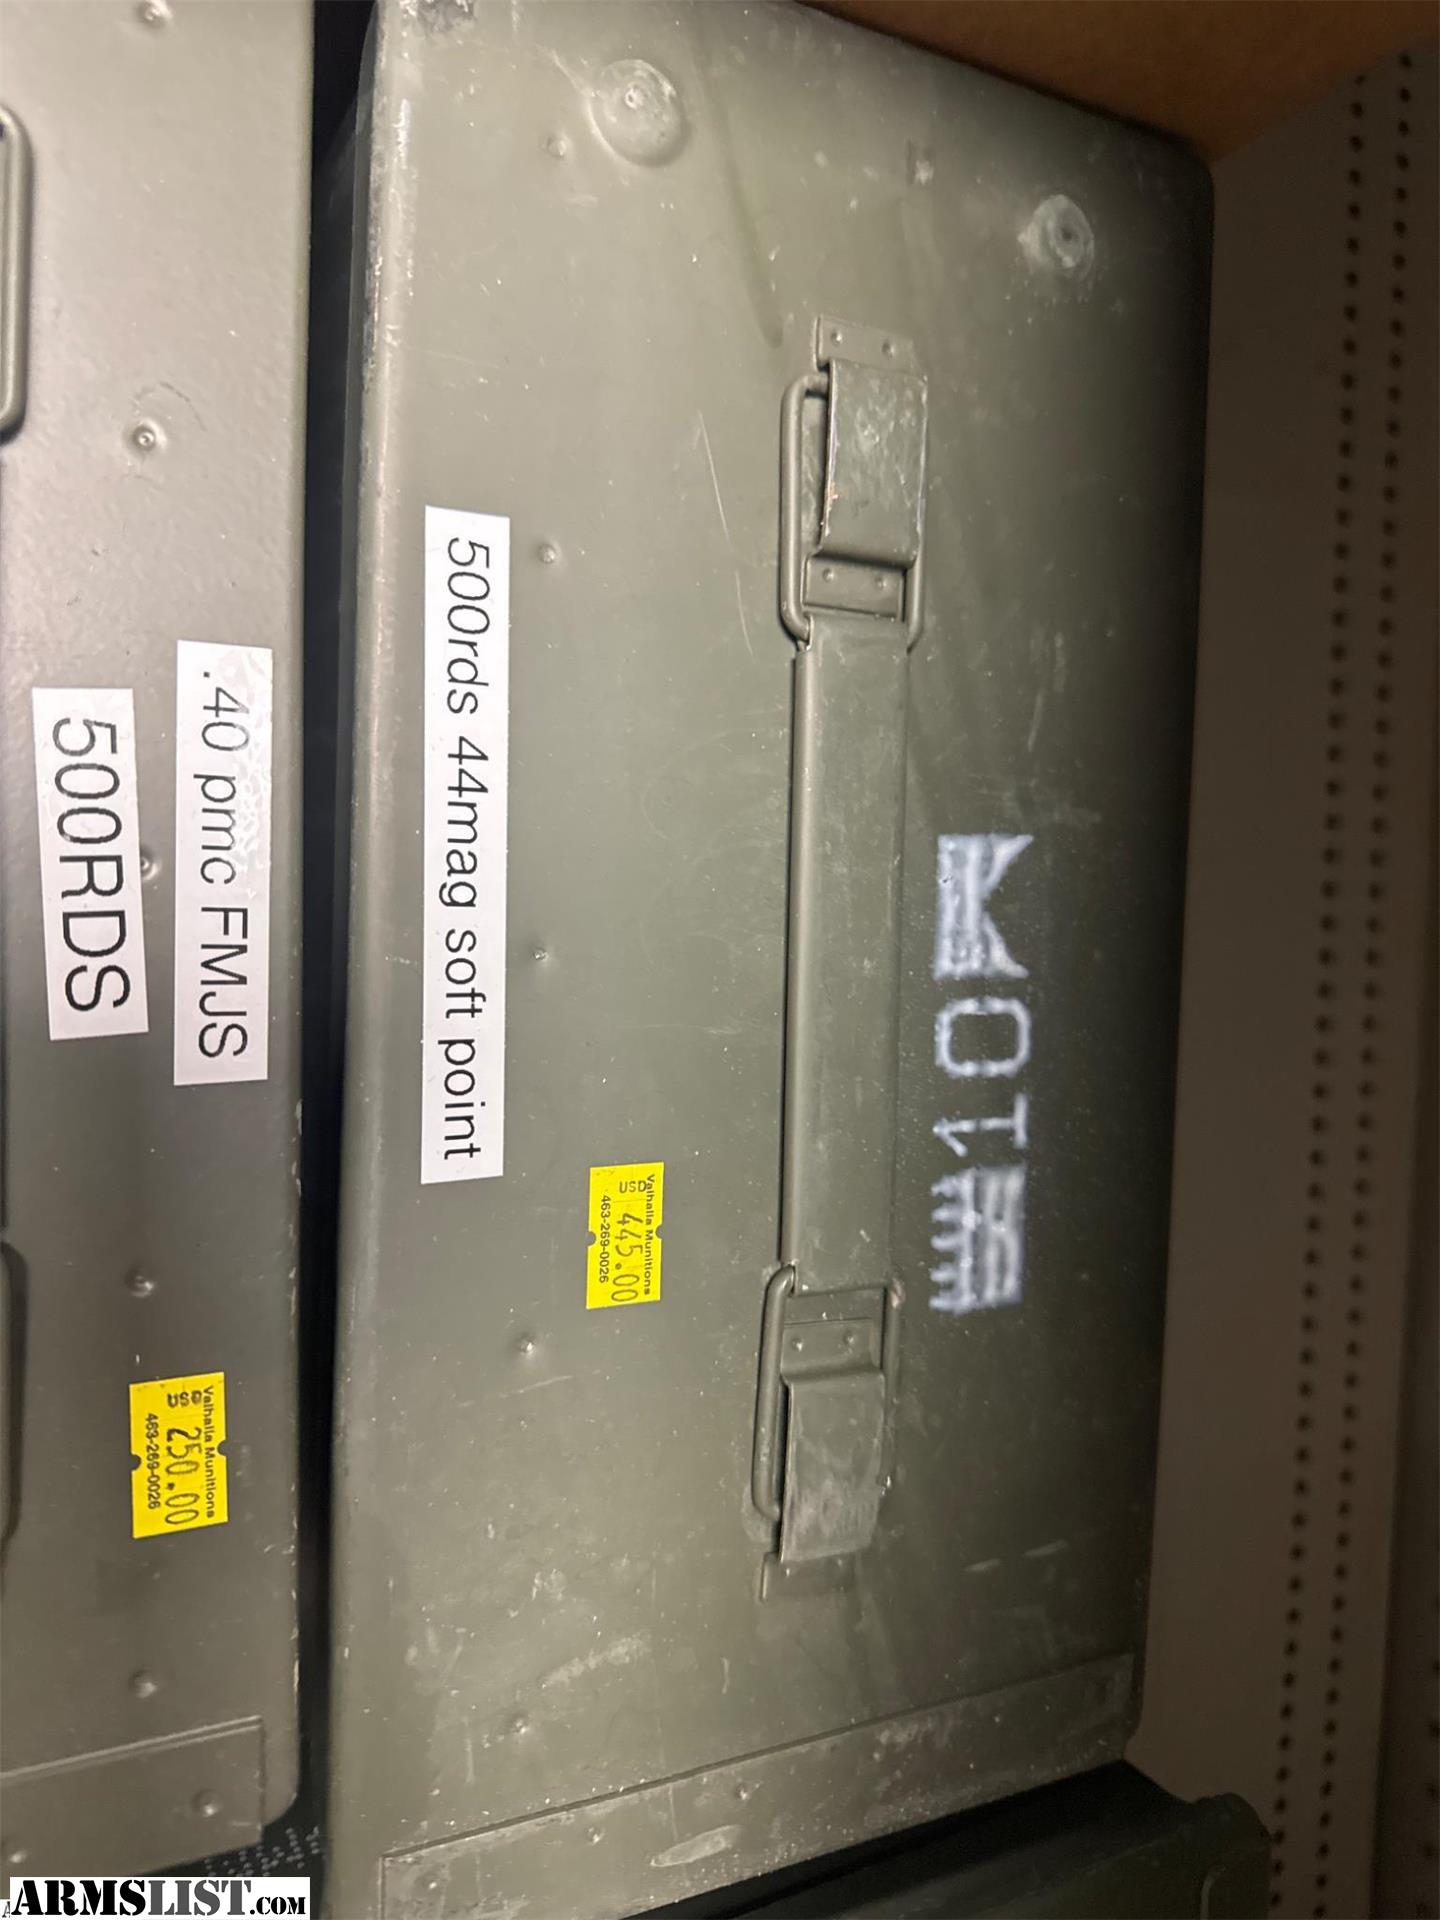 500rds 44mag soft point
Valhalla Munitions
USD 445.00
463-269-0026
.40 pmc FMJS
500RDS
Valhalla Munitions
USD 250.00
463-269-0026
ARMSLIST.COM